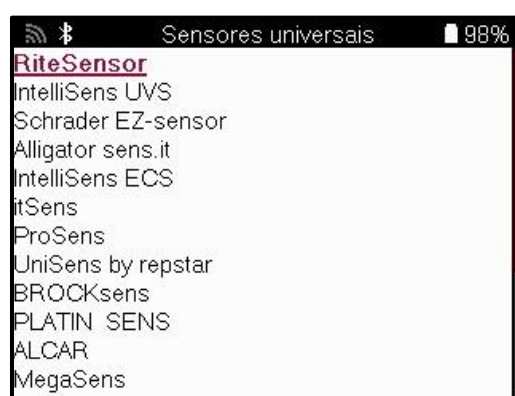 Sensores universais 98%
RiteSensor
IntelliSens UVS
Schrader EZ-sensor
Alligator sens.it
IntelliSens ECS
itSens
ProSens
UniSens by repstar
BROCKsens
PLATIN SENS
ALCAR
MegaSens